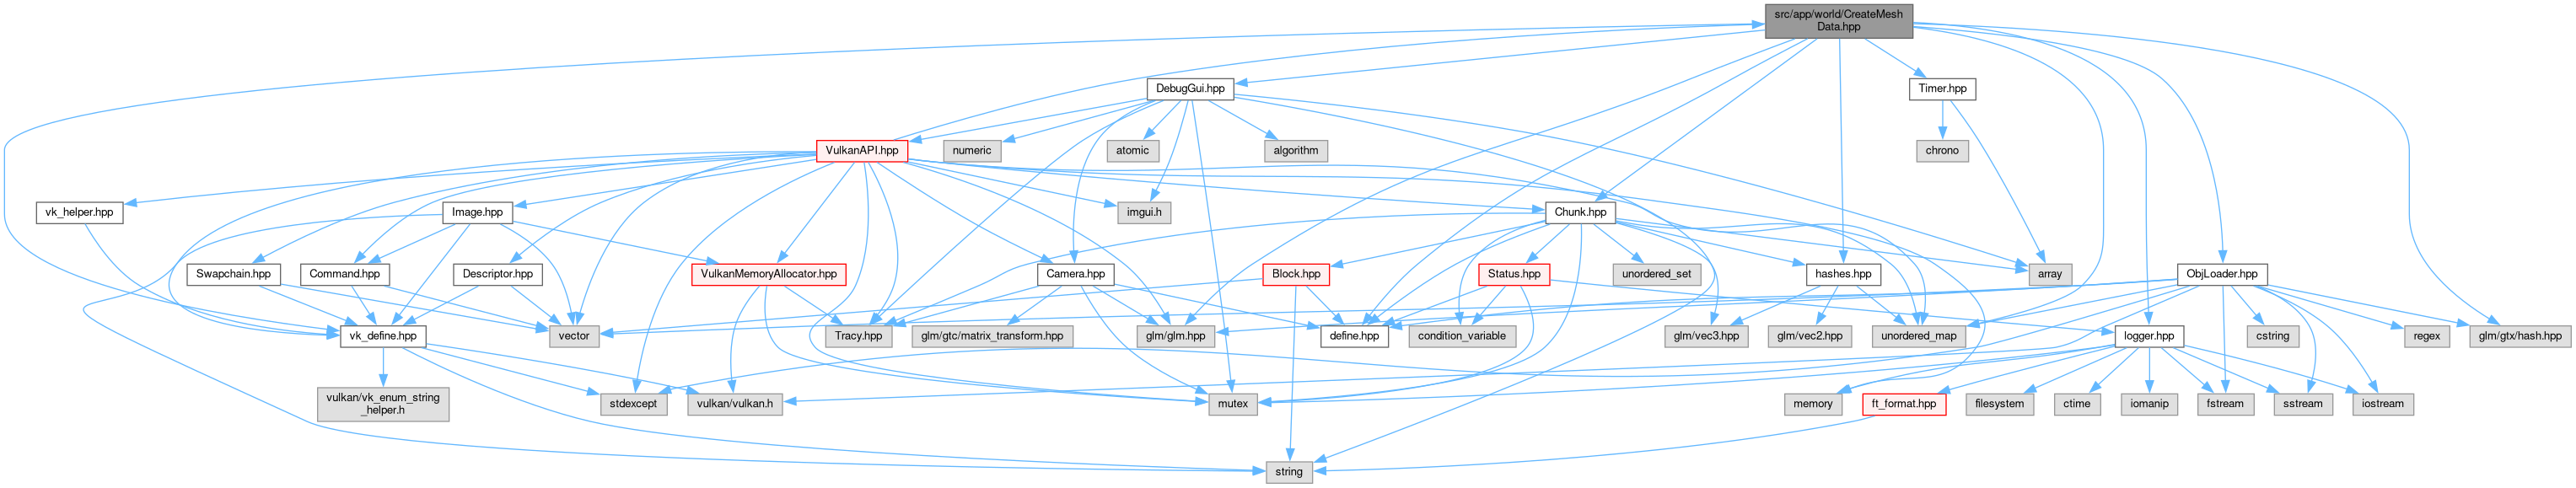 src/app/world/CreateMesh
Data.hpp
DebugGui.hpp
Timer.hpp
VulkanAPI.hpp
numeric
atomic
algorithm
chrono
vk_helper.hpp
Image.hpp
imgui.h
Chunk.hpp
Swapchain.hpp
Command.hpp
Descriptor.hpp
VulkanMemoryAllocator.hpp
Camera.hpp
Block.hpp
Status.hpp
unordered_set
hashes.hpp
array
ObjLoader.hpp
vk_define.hpp
vector
Tracy.hpp
glm/gtc/matrix_transform.hpp
glm/glm.hpp
define.hpp
condition_variable
glm/vec3.hpp
glm/vec2.hpp
unordered_map
logger.hpp
cstring
regex
glm/gtx/hash.hpp
vulkan/vk_enum_string
_helper.h
stdexcept
vulkan/vulkan.h
mutex
memory
ft_format.hpp
filesystem
ctime
iomanip
fstream
sstream
iostream
string